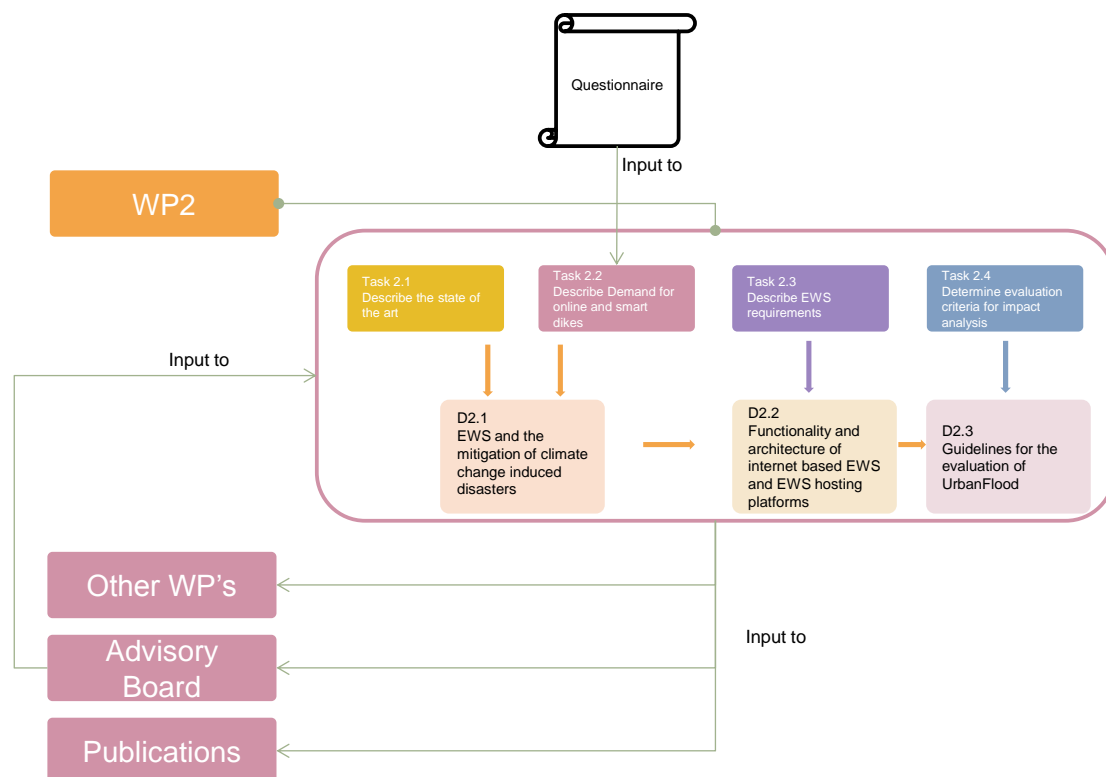 Questionnaire
Input to
WP2
Task 2.1
Describe the state of
the art
Task 2.2
Describe Demand for
online and smart
dikes
Task 2.3
Describe EWS
requirements
Task 2.4
Determine evaluation
criteria for impact
analysis
Input to
D2.1
EWS and the
mitigation of climate
change induced
disasters
D2.2
Functionality and
architecture of
internet based EWS
and EWS hosting
platforms
D2.3
Guidelines for the
evaluation of
UrbanFlood
Other WP’s
Advisory
Board
Input to
Publications